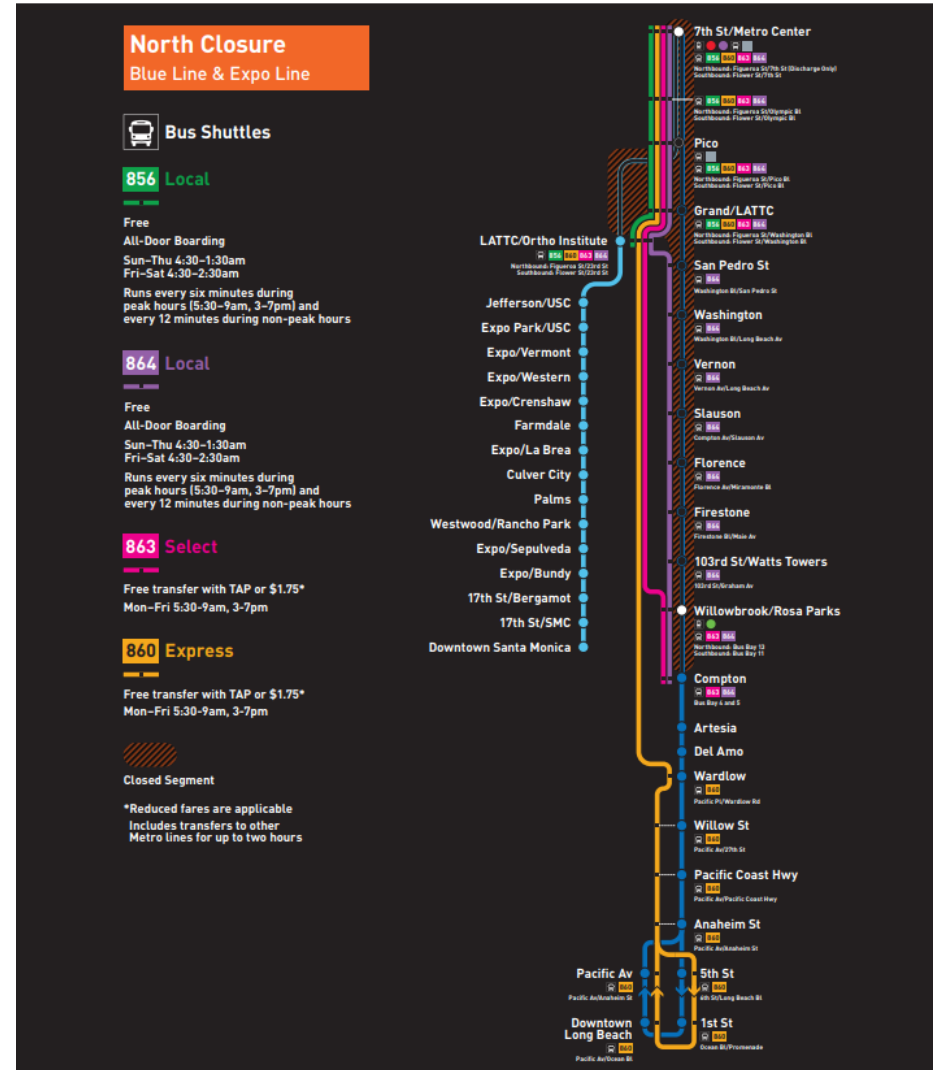 North Closure
Blue Line & Expo Line
Bus Shuttles
856 Local
Free
All-Door Boarding
Sun–Thu 4:30–1:30am
Fri–Sat 4:30–2:30am
Runs every six minutes during
peak hours (5:30–9am, 3–7pm) and
every 12 minutes during non-peak hours
864 Local
Free
All-Door Boarding
Sun–Thu 4:30–1:30am
Fri–Sat 4:30–2:30am
Runs every six minutes during
peak hours (5:30–9am, 3–7pm) and
every 12 minutes during non-peak hours
863 Select
Free transfer with TAP or $1.75*
Mon–Fri 5:30-9am, 3-7pm
860 Express
Free transfer with TAP or $1.75*
Mon–Fri 5:30-9am, 3-7pm
Closed Segment
*Reduced fares are applicable
Includes transfers to other
Metro lines for up to two hours
LATTC/Ortho Institute
856 860 863 864
Northbound: Figueroa St/23rd St
Southbound: Flower St/23rd St
Jefferson/USC
Expo Park/USC
Expo/Vermont
Expo/Western
Expo/Crenshaw
Farmdale
Expo/La Brea
Culver City
Palms
Westwood/Rancho Park
Expo/Sepulveda
Expo/Bundy
17th St/Bergamot
17th St/SMC
Downtown Santa Monica
7th St/Metro Center
856 860 863 864
Northbound: Figueroa St/7th St (Discharge Only)
Southbound: Flower St/7th St
856 860 863 864
Northbound: Figueroa St/Olympic Bl
Southbound: Flower St/Olympic Bl
Pico
856 860 863 864
Northbound: Figueroa St/Pico Bl
Southbound: Flower St/Pico Bl
Grand/LATTC
856 860 863 864
Northbound: Figueroa St/Washington Bl
Southbound: Flower St/Washington Bl
San Pedro St
864
Washington Bl/San Pedro St
Washington
864
Washington Bl/Long Beach Av
Vernon
864
Vernon Av/Long Beach Av
Slauson
864
Compton Av/Slauson Av
Florence
864
Florence Av/Miramonte Bl
Firestone
864
Firestone Bl/Maie Av
103rd St/Watts Towers
864
103rd St/Graham Av
Willowbrook/Rosa Parks
863 864
Northbound: Bus Bay 13
Southbound: Bus Bay 11
Compton
863 864
Bus Bay 4 and 5
Artesia
Del Amo
Wardlow
860
Pacific Pl/Wardlow Rd
Willow St
860
Pacific Av/27th St
Pacific Coast Hwy
860
Pacific Av/Pacific Coast Hwy
Anaheim St
860
Pacific Av/Anaheim St
Pacific Av
860
Pacific Av/Anaheim St
5th St
860
6th St/Long Beach Bl
Downtown
Long Beach
860
Pacific Av/Ocean Bl
1st St
860
Ocean Bl/Promenade